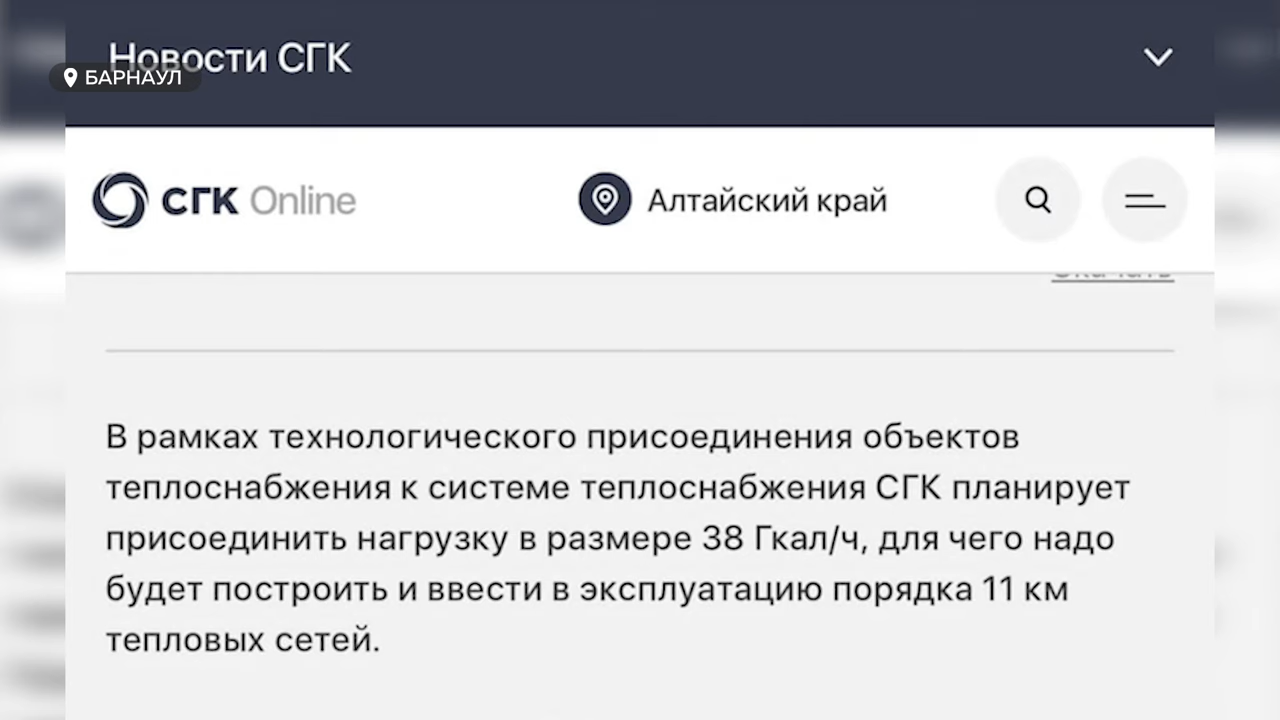 Новости СГК
БАРНАУЛ
СГК Online
Алтайский край
В рамках технологического присоединения объектов
теплоснабжения к системе теплоснабжения СГК планирует
присоединить нагрузку в размере 38 Гкал/ч, для чего надо
будет построить и ввести в эксплуатацию порядка 11 км
тепловых сетей.